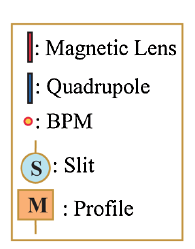 : Magnetic Lens
: Quadrupole
: BPM
S : Slit
M : Profile